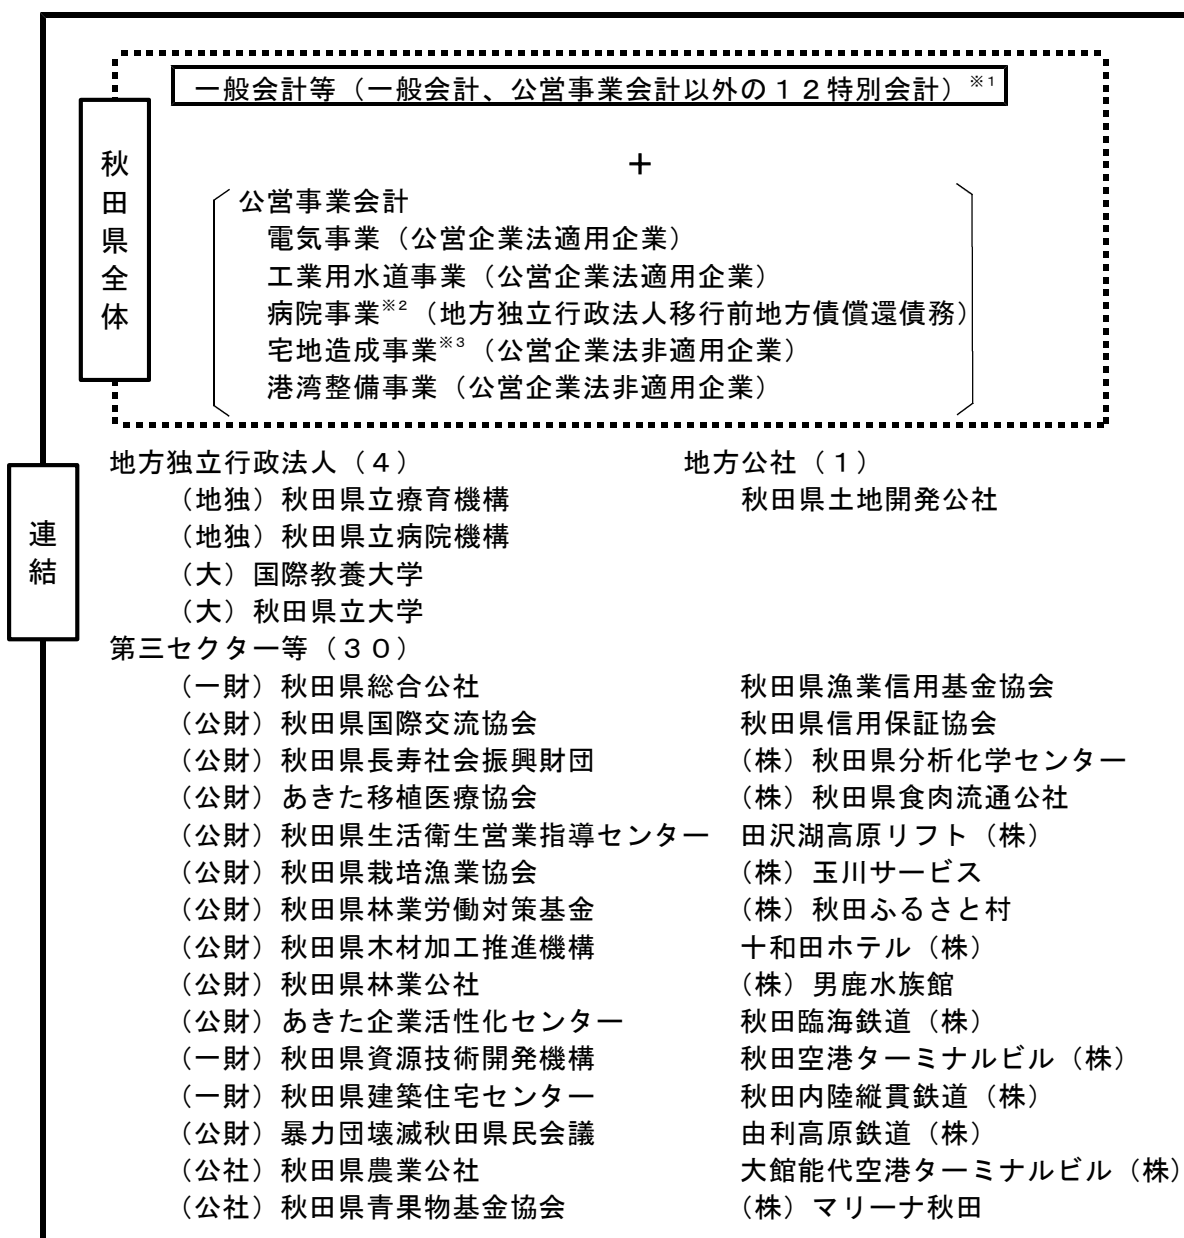 一般会計等（一般会計、公営事業会計以外の１２特別会計）※1
秋田県全体
＋
公営事業会計
電気事業（公営企業法適用企業）
工業用水道事業（公営企業法適用企業）
病院事業※2（地方独立行政法人移行前地方債償還債務）
宅地造成事業※3（公営企業法非適用企業）
港湾整備事業（公営企業法非適用企業）
連結
地方独立行政法人（４）
（地独）秋田県立療育機構
（地独）秋田県立病院機構
（大）国際教養大学
（大）秋田県立大学
地方公社（１）
秋田県土地開発公社
第三セクター等（３０）
（一財）秋田県総合公社
（公財）秋田県国際交流協会
（公財）秋田県長寿社会振興財団
（公財）あきた移植医療協会
（公財）秋田県生活衛生営業指導センター
（公財）秋田県栽培漁業協会
（公財）秋田県林業労働対策基金
（公財）秋田県木材加工推進機構
（公財）秋田県林業公社
（公財）あきた企業活性化センター
（一財）秋田県資源技術開発機構
（一財）秋田県建築住宅センター
（公財）暴力団壊滅秋田県民会議
（公社）秋田県農業公社
（公社）秋田県青果物基金協会
秋田県漁業信用基金協会
秋田県信用保証協会
（株）秋田県分析化学センター
（株）秋田県食肉流通公社
田沢湖高原リフト（株）
（株）玉川サービス
（株）秋田ふるさと村
十和田ホテル（株）
（株）男鹿水族館
秋田臨海鉄道（株）
秋田空港ターミナルビル（株）
秋田内陸縦貫鉄道（株）
由利高原鉄道（株）
大館能代空港ターミナルビル（株）
（株）マリーナ秋田